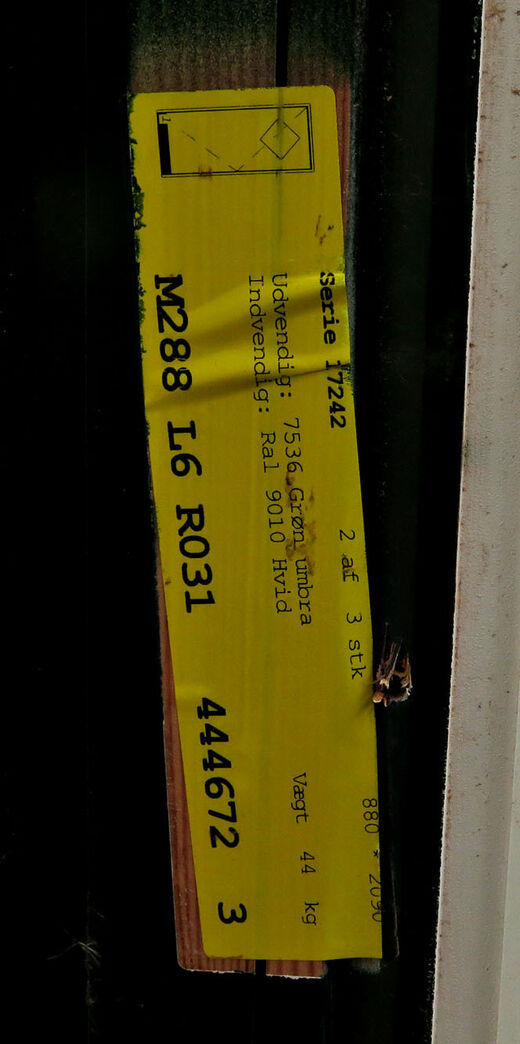 Serie 17242 2 af 3 stk 880 * 2090
Udvendig: 7536 Grøn umbra
Indvendig: Ral 9010 Hvid Vægt 44 kg
M288 L6 R031 444672 3